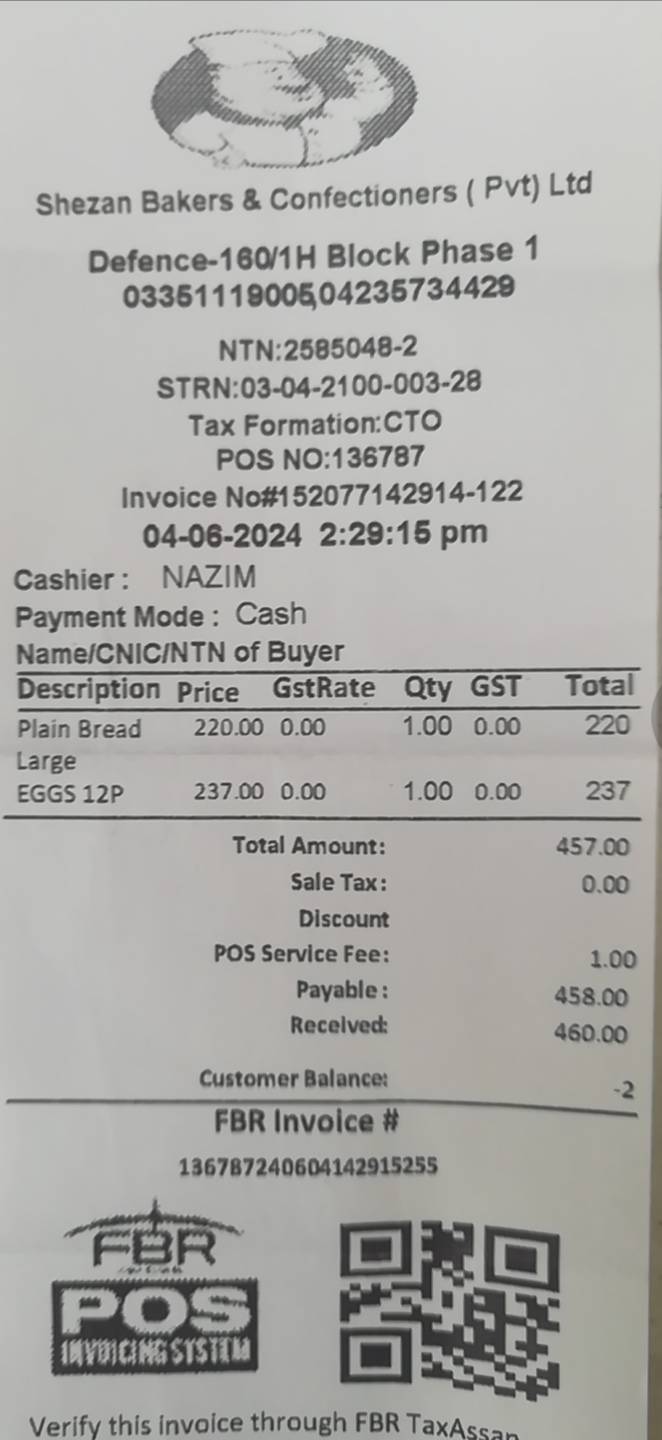 Shezan Bakers & Confectioners ( Pvt) Ltd
Defence-160/1H Block Phase 1
03351119005,04235734429
NTN:2585048-2
STRN:03-04-2100-003-28
Tax Formation:CTO
POS NO:136787
Invoice No#152077142914-122
04-06-2024 2:29:15 pm
Cashier : NAZIM
Payment Mode : Cash
Name/CNIC/NTN of Buyer
Description Price GstRate Qty GST Total
Plain Bread 220.00 0.00 1.00 0.00 220
Large
EGGS 12P 237.00 0.00 1.00 0.00 237
Total Amount: 457.00
Sale Tax: 0.00
Discount
POS Service Fee: 1.00
Payable : 458.00
Received: 460.00
Customer Balance: -2
FBR Invoice #
136787240604142915255
FBR
POS
INVOICING SYSTEM
Verify this invoice through FBR TaxAssan